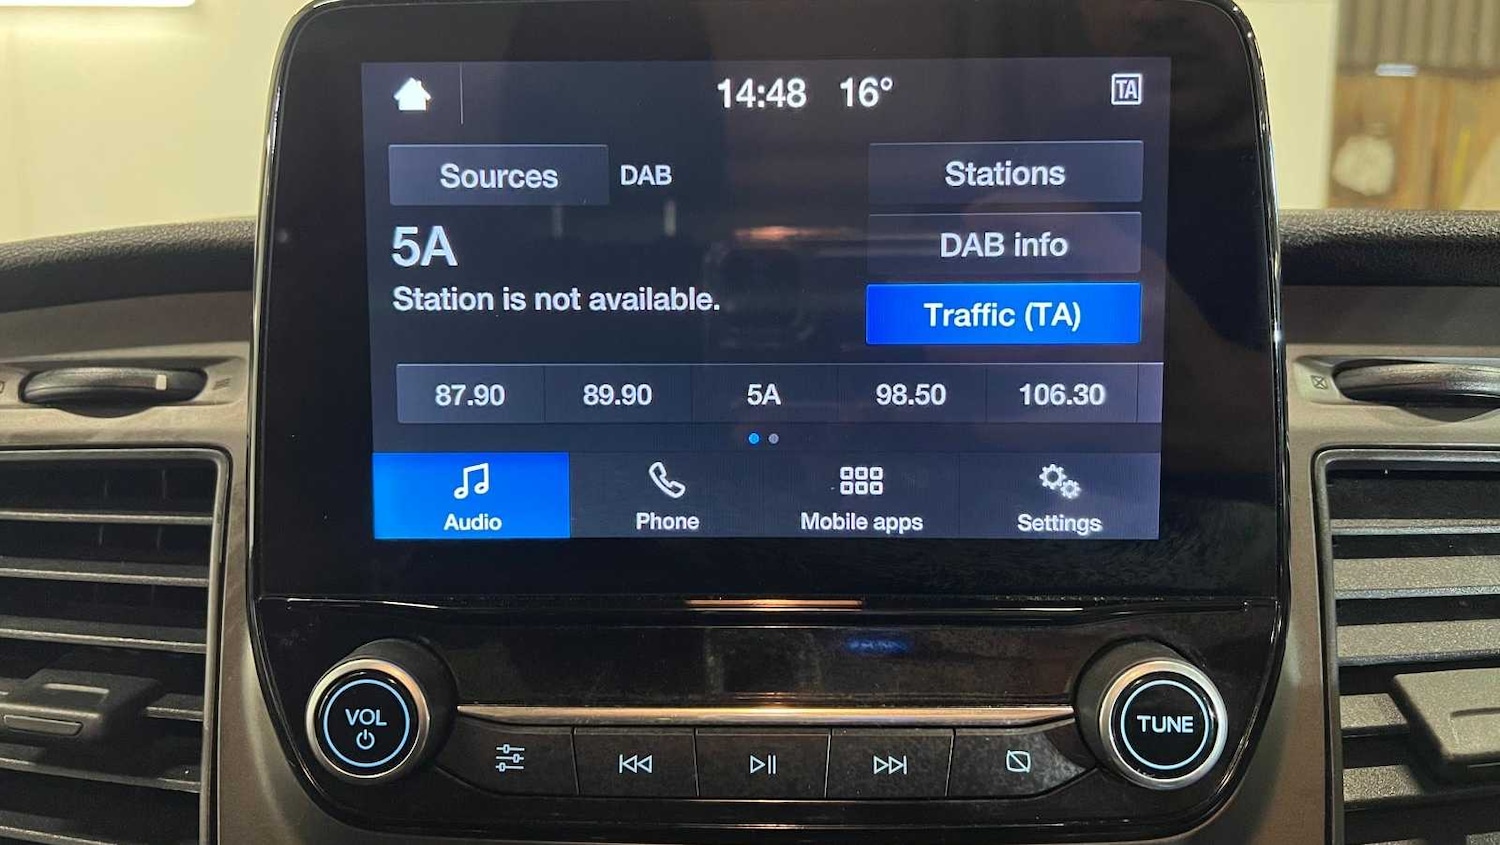 14:48 16° TA
Sources DAB Stations
5A DAB info
Station is not available.
Traffic (TA)
87.90 89.90 5A 98.50 106.30
Audio Phone Mobile apps Settings
VOL TUNE